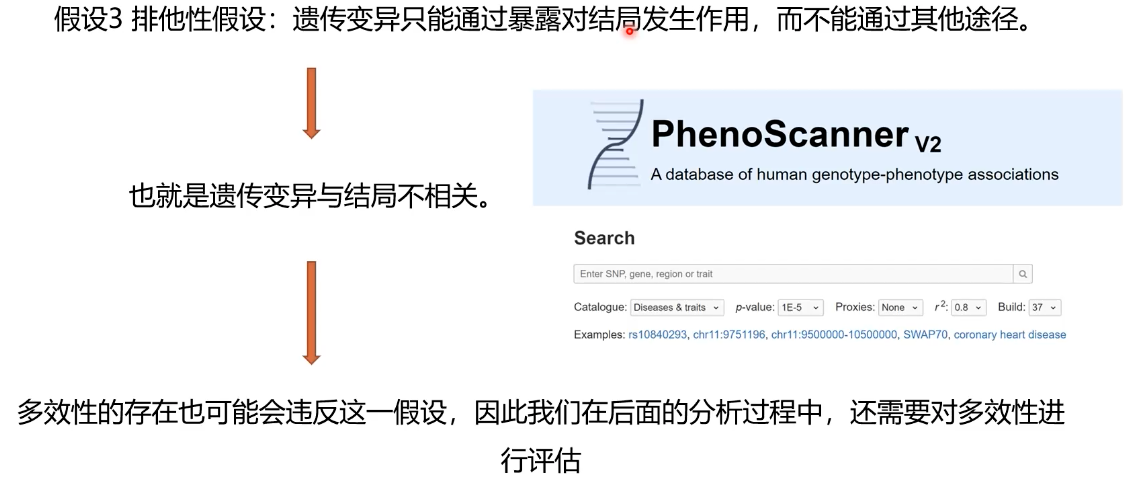 假设3 排他性假设：遗传变异只能通过暴露对结局发生作用，而不能通过其他途径。
也就是遗传变异与结局不相关。
PhenoScanner V2
A database of human genotype-phenotype associations
Search
Enter SNP, gene, region or trait
Catalogue: Diseases & traits p-value: 1E-5 Proxies: None r²: 0.8 Build: 37
Examples: rs10840293, chr11:9751196, chr11:9500000-10500000, SWAP70, coronary heart disease
多效性的存在也可能会违反这一假设，因此我们在后面的分析过程中，还需要对多效性进
行评估